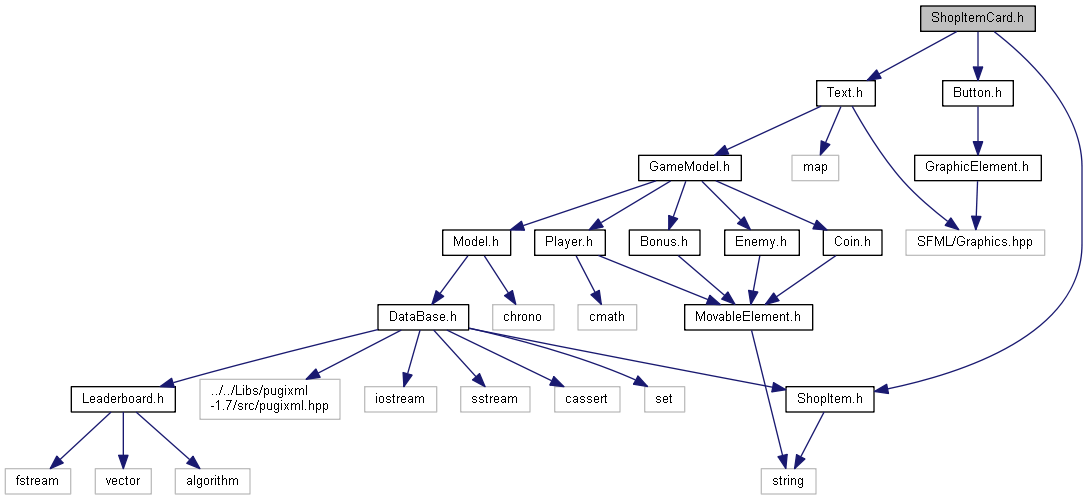 ShopItemCard.h
Text.h
Button.h
GameModel.h
map
GraphicElement.h
Model.h
Player.h
Bonus.h
Enemy.h
Coin.h
SFML/Graphics.hpp
DataBase.h
chrono
cmath
MovableElement.h
Leaderboard.h
../../Libs/pugixml
-1.7/src/pugixml.hpp
iostream
sstream
cassert
set
ShopItem.h
fstream
vector
algorithm
string